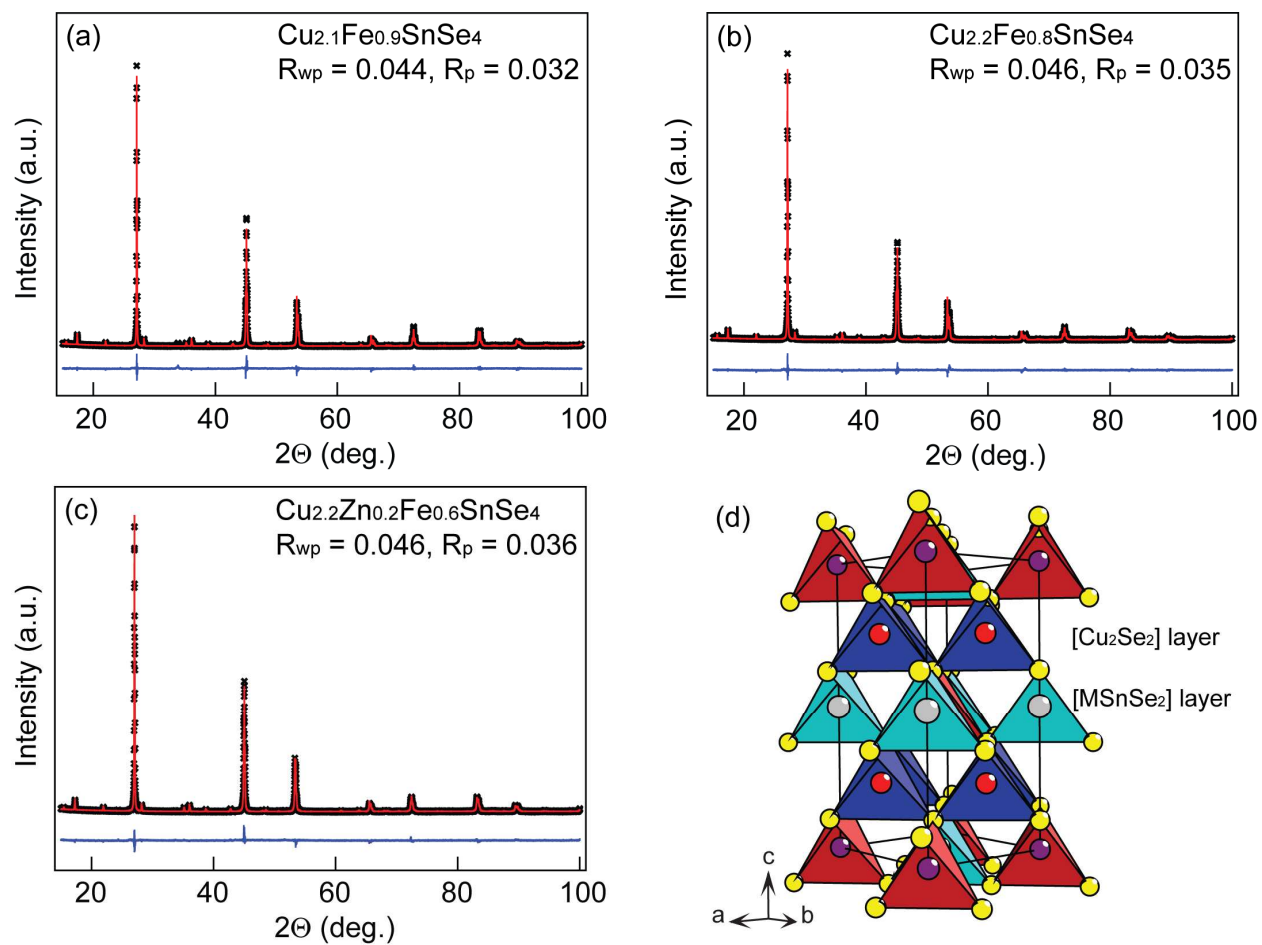 (a)
Cu2.1Fe0.9SnSe4
Rwp = 0.044, Rp = 0.032
Intensity (a.u.)
20 40 60 80 100
2Θ (deg.)
(b)
Cu2.2Fe0.8SnSe4
Rwp = 0.046, Rp = 0.035
Intensity (a.u.)
20 40 60 80 100
2Θ (deg.)
(c)
Cu2.2Zn0.2Fe0.6SnSe4
Rwp = 0.046, Rp = 0.036
Intensity (a.u.)
20 40 60 80 100
2Θ (deg.)
(d)
[Cu2Se2] layer
[MSnSe2] layer
c
a b